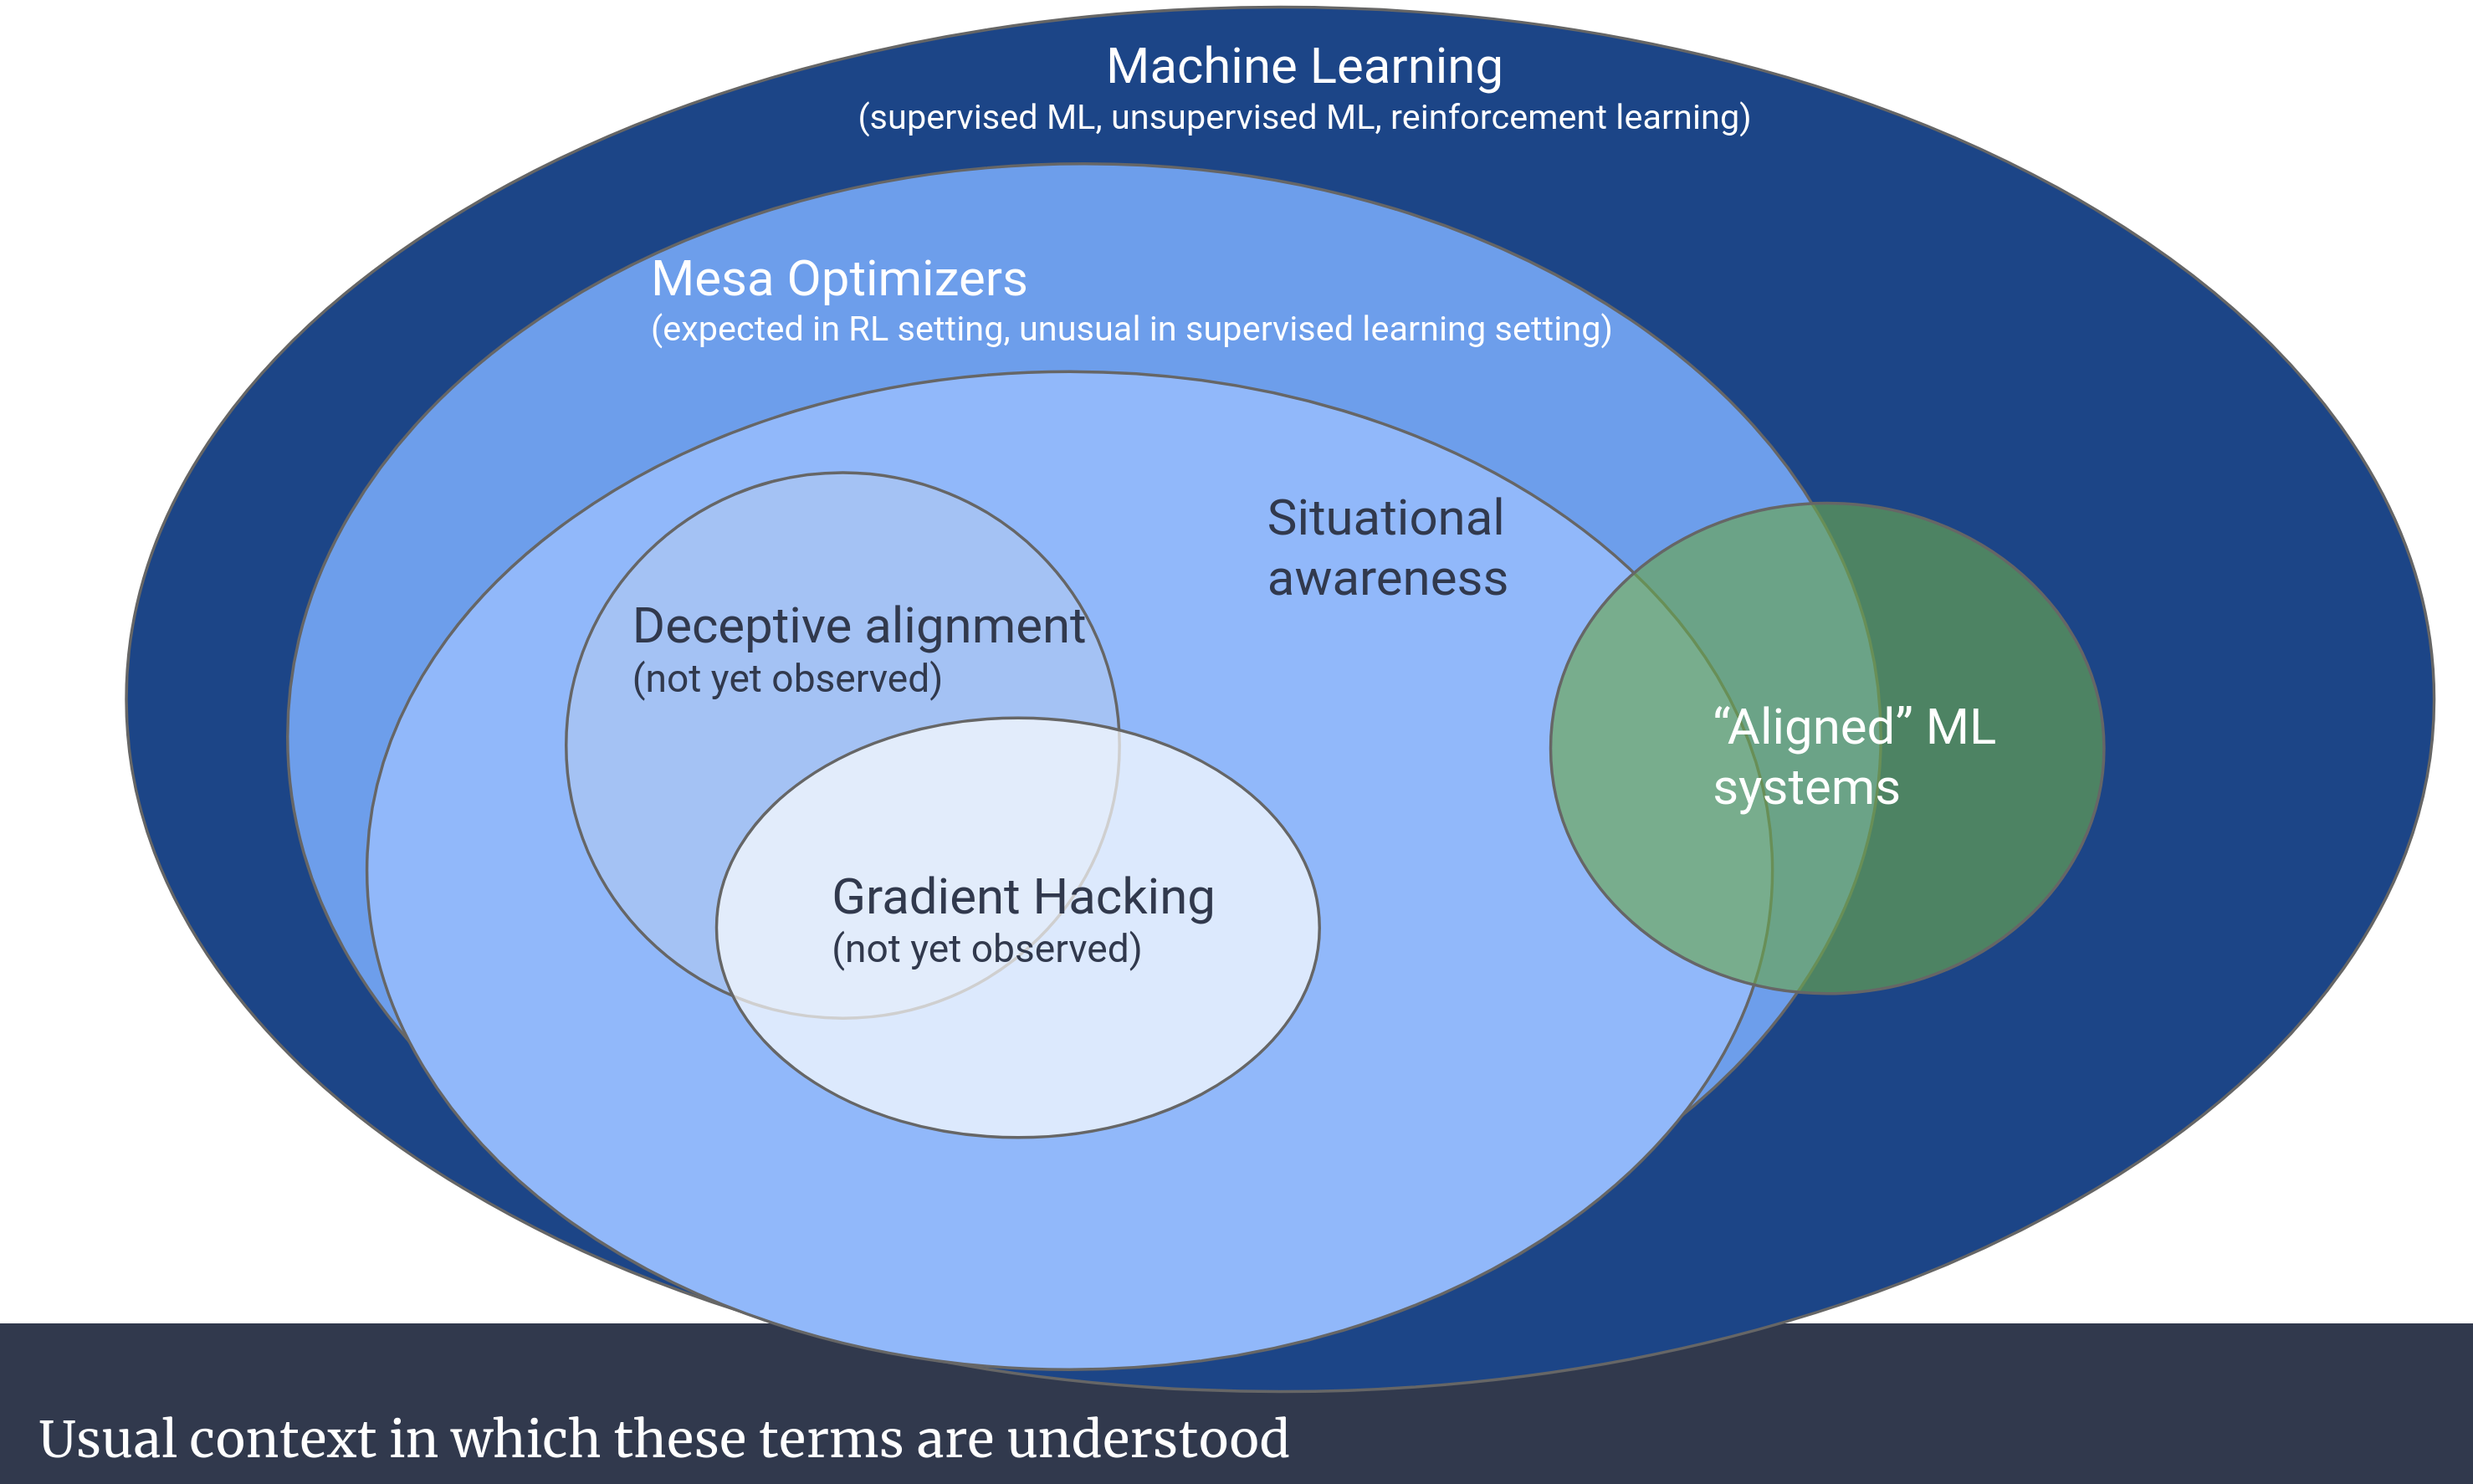 Machine Learning
(supervised ML, unsupervised ML, reinforcement learning)
Mesa Optimizers
(expected in RL setting, unusual in supervised learning setting)
Situational
awareness
Deceptive alignment
(not yet observed)
“Aligned” ML
systems
Gradient Hacking
(not yet observed)
Usual context in which these terms are understood